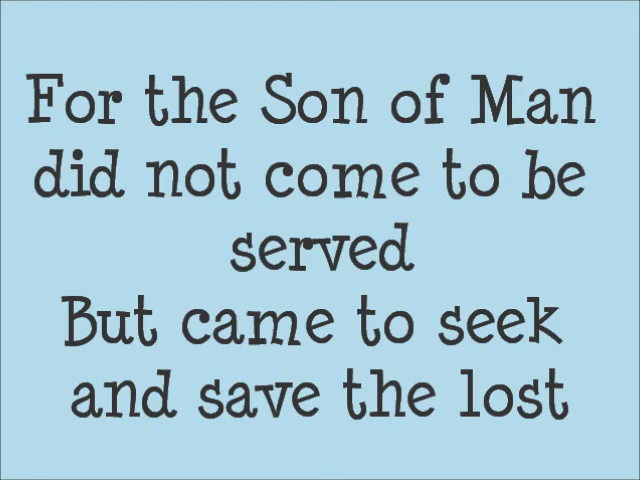 For the Son of Man
did not come to be
served
But came to seek
and save the lost